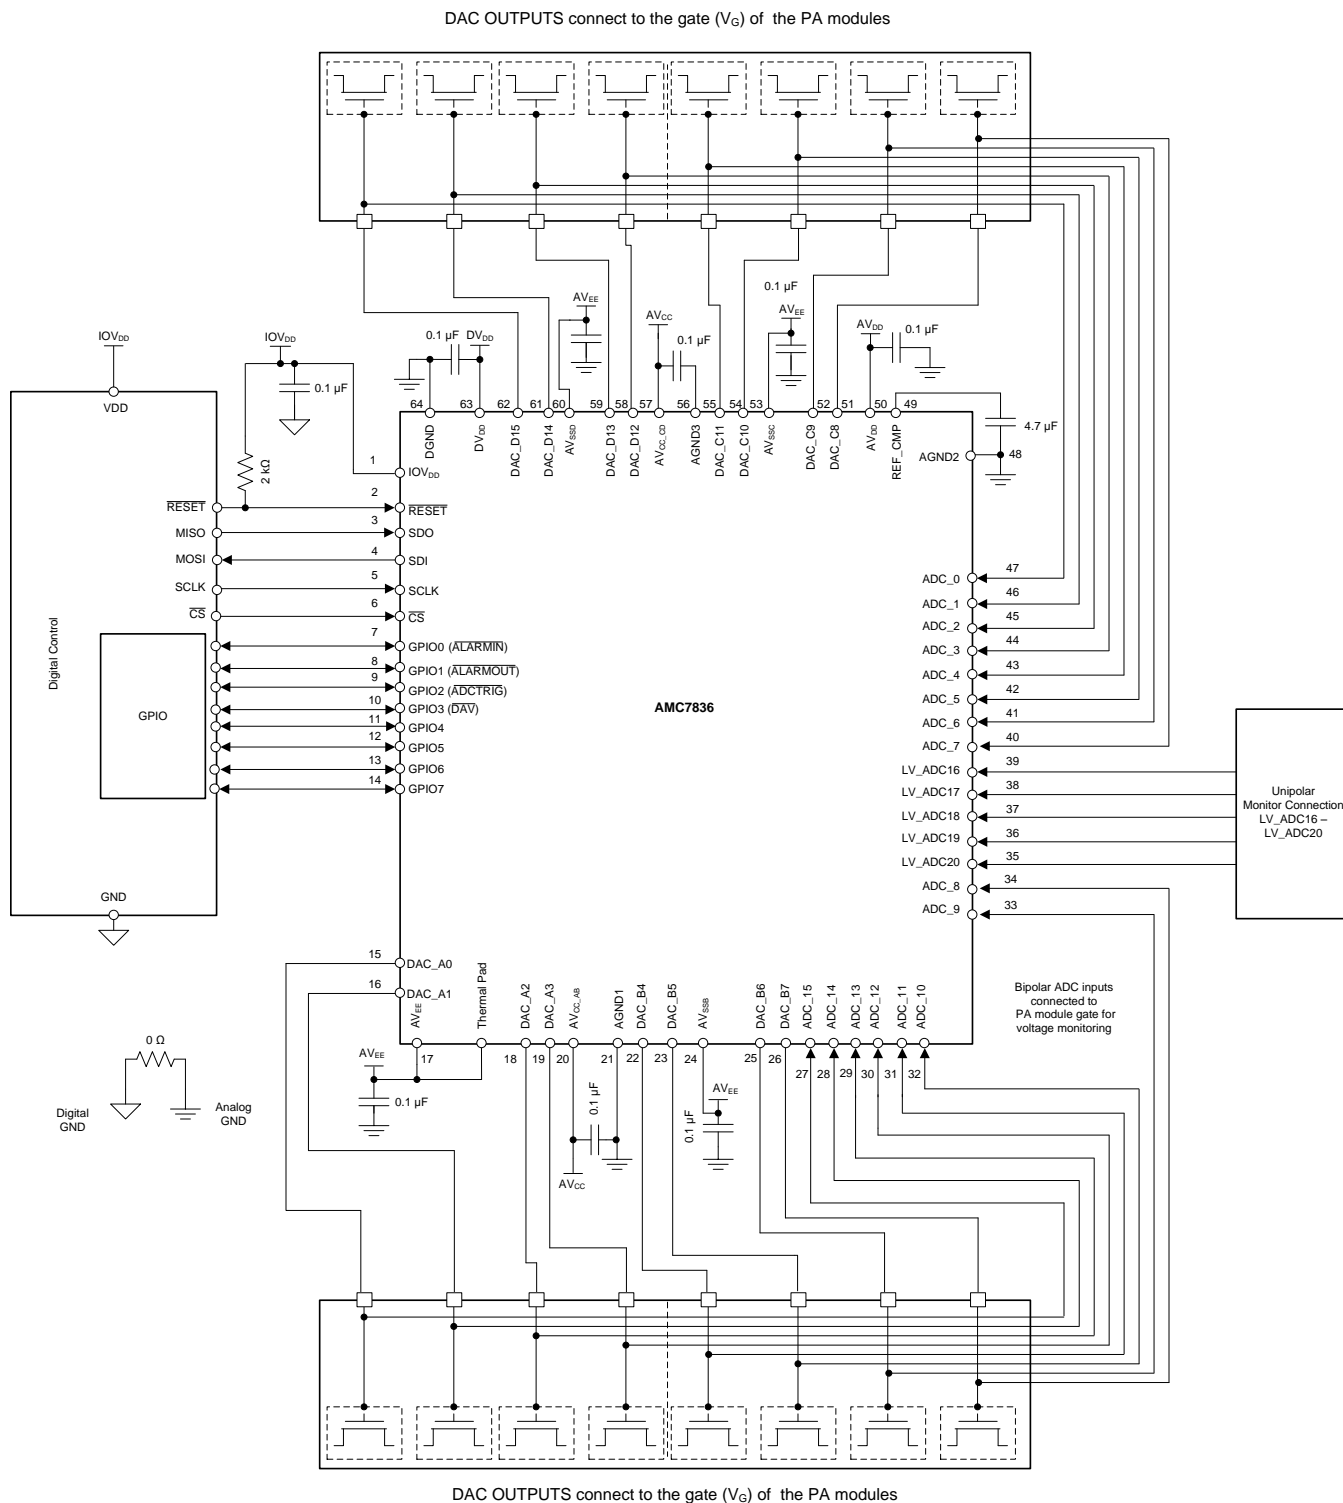 DAC OUTPUTS connect to the gate (VG) of the PA modules
0.1 µF
AVEE
AVCC
0.1 µF
AVEE
AVDD
0.1 µF
IOVDD
IOVDD
0.1 µF
DVDD
0.1 µF
VDD
2 kΩ
64
63
62
61
60
59
58
57
56
55
54
53
52
51
50
49
DGND
DVDD
DAC_D15
DAC_D14
AVSSD
DAC_D13
DAC_D12
AVCC_CD
AGND3
DAC_C11
DAC_C10
AVSSC
DAC_C9
DAC_C8
AVDD
REF_CMP
4.7 µF
AGND2
48
1
IOVDD
RESET
2
RESET
MISO
3
SDO
MOSI
4
SDI
SCLK
5
SCLK
CS
6
CS
7
GPIO0 (ALARMIN)
8
GPIO1 (ALARMOUT)
9
GPIO2 (ADCTRIG)
10
GPIO3 (DAV)
11
GPIO4
12
GPIO5
13
GPIO6
14
GPIO7
Digital Control
GPIO
GND
AMC7836
ADC_0
47
ADC_1
46
ADC_2
45
ADC_3
44
ADC_4
43
ADC_5
42
ADC_6
41
ADC_7
40
LV_ADC16
39
LV_ADC17
38
LV_ADC18
37
LV_ADC19
36
LV_ADC20
35
ADC_8
34
ADC_9
33
Unipolar
Monitor Connection
LV_ADC16 –
LV_ADC20
15
DAC_A0
16
DAC_A1
AVEE
Thermal Pad
DAC_A2
DAC_A3
AVCC_AB
AGND1
DAC_B4
DAC_B5
AVSSB
DAC_B6
DAC_B7
ADC_15
ADC_14
ADC_13
ADC_12
ADC_11
ADC_10
Bipolar ADC inputs
connected to
PA module gate for
voltage monitoring
17
18
19
20
21
22
23
24
25
26
27
28
29
30
31
32
0 Ω
Digital
GND
Analog
GND
AVEE
0.1 µF
0.1 µF
AVCC
AVEE
0.1 µF
DAC OUTPUTS connect to the gate (VG) of the PA modules